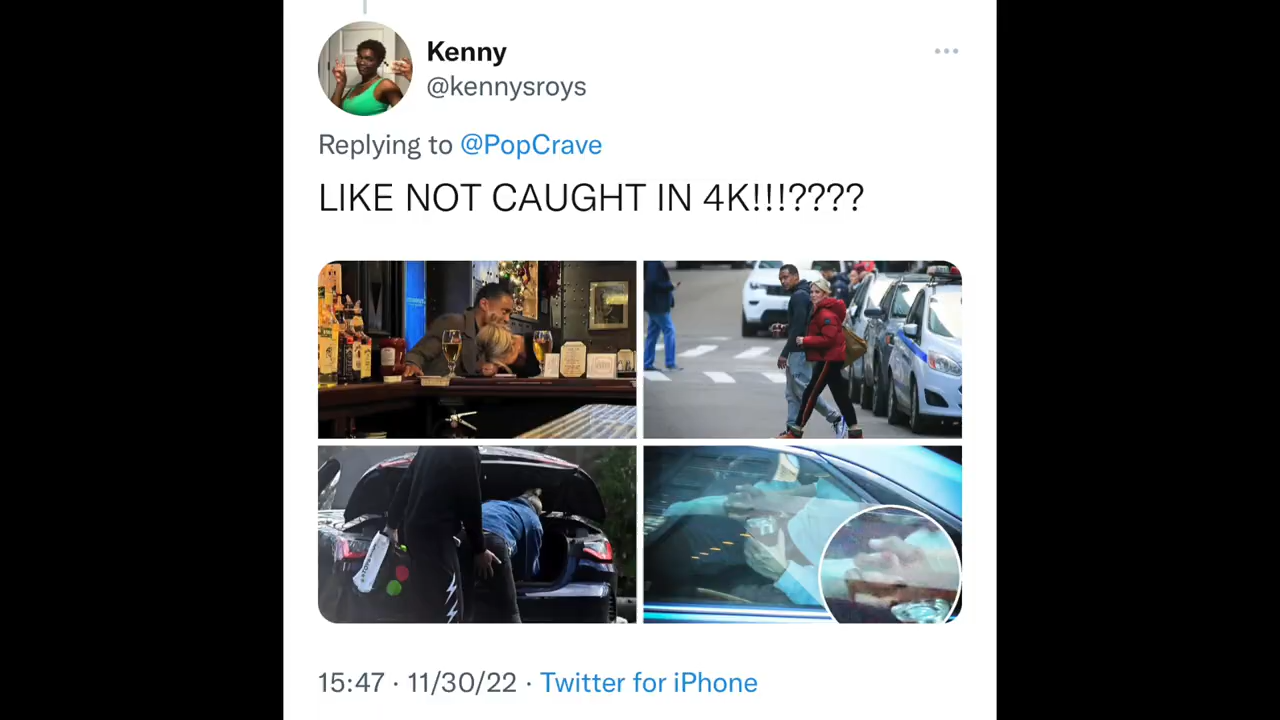 Kenny
@kennysroys
Replying to @PopCrave
LIKE NOT CAUGHT IN 4K!!!????
15:47 · 11/30/22 · Twitter for iPhone